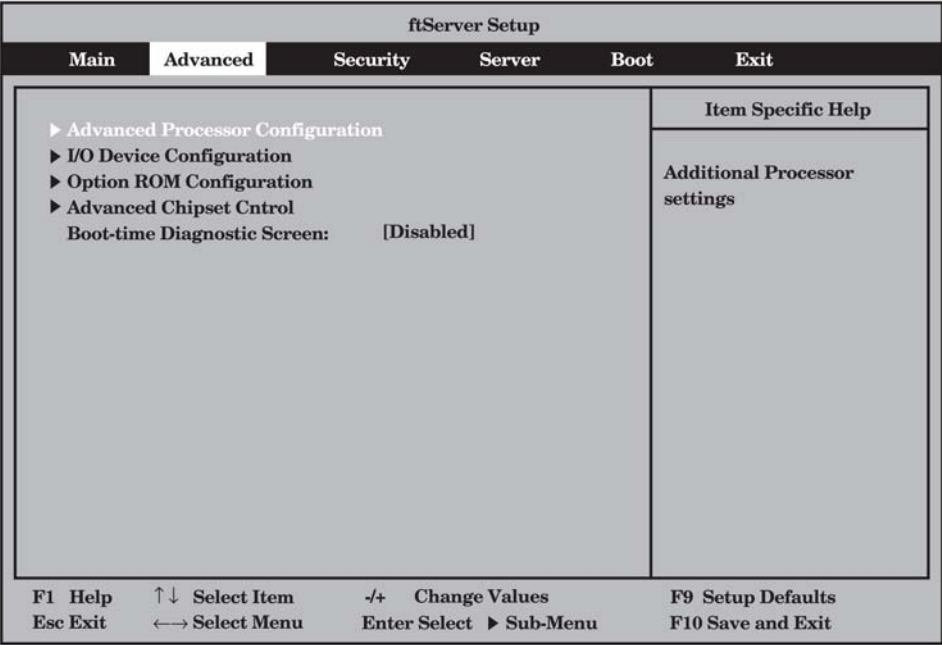 ftServer Setup
Main Advanced Security Server Boot Exit
▶ Advanced Processor Configuration
▶ I/O Device Configuration
▶ Option ROM Configuration
▶ Advanced Chipset Cntrol
Boot-time Diagnostic Screen: [Disabled]
Item Specific Help
Additional Processor
settings
F1 Help ↑↓ Select Item -/+ Change Values F9 Setup Defaults
Esc Exit ←→ Select Menu Enter Select ▶ Sub-Menu F10 Save and Exit